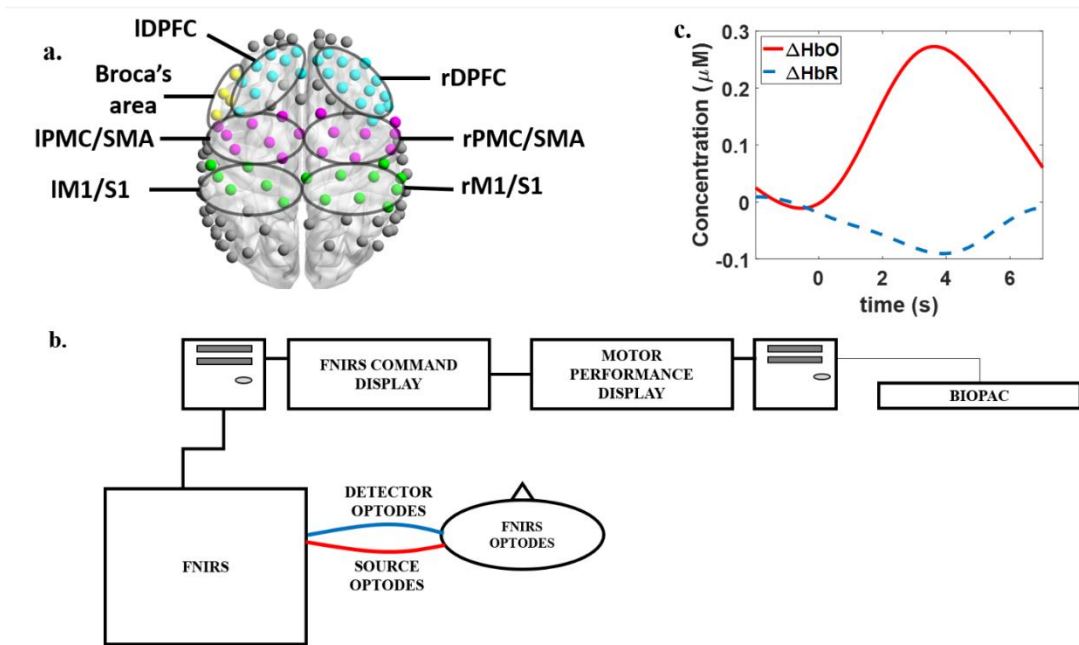 a.
lDPFC
Broca's
area
rDPFC
lPMC/SMA
rPMC/SMA
lM1/S1
rM1/S1
c.
Concentration (μM)
0.3
0.2
0.1
0
-0.1
ΔHbO
ΔHbR
0 2 4 6
time (s)
b.
FNIRS COMMAND
DISPLAY
MOTOR
PERFORMANCE
DISPLAY
BIOPAC
FNIRS
DETECTOR
OPTODES
SOURCE
OPTODES
FNIRS
OPTODES